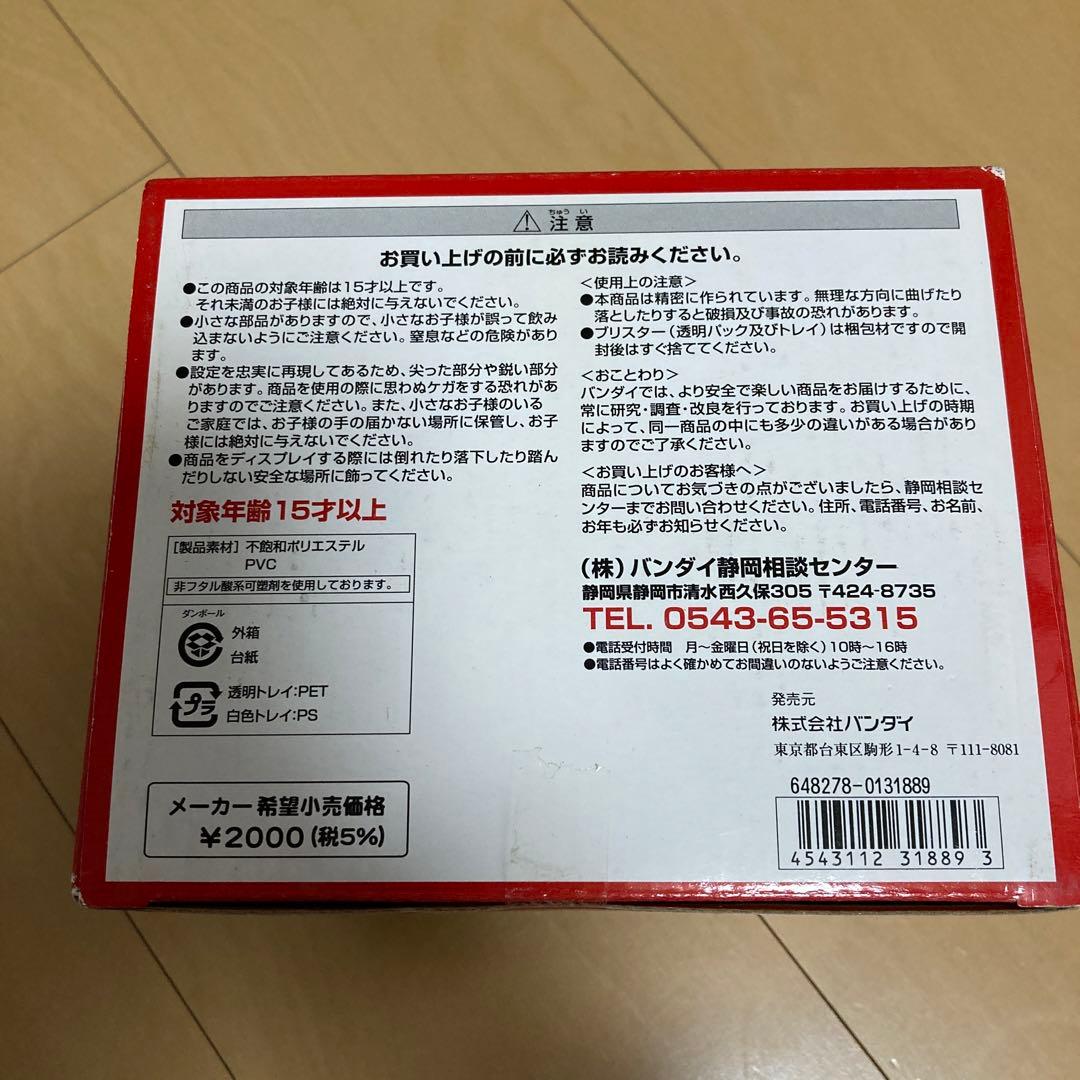 ちゅうい
⚠注意
お買い上げの前に必ずお読みください。
●この商品の対象年齢は15才以上です。
それ未満のお子様には絶対に与えないでください。
●小さな部品がありますので、小さなお子様が誤って飲み
込まないようにご注意ください。窒息などの危険があり
ます。
●設定を忠実に再現してあるため、尖った部分や鋭い部分
があります。商品を使用の際に思わぬケガをする恐れがあ
りますのでご注意ください。また、小さなお子様のいる
ご家庭では、お子様の手の届かない場所に保管し、お子
様には絶対に与えないでください。
●商品をディスプレイする際には倒れたり落下したり踏ん
だりしない安全な場所に飾ってください。
対象年齢15才以上
[製品素材] 不飽和ポリエステル
PVC
非フタル酸系可塑剤を使用しております。
ダンボール
外箱
台紙
プラ
透明トレイ:PET
白色トレイ:PS
メーカー希望小売価格
¥2000(税5%)
<使用上の注意>
●本商品は精密に作られています。無理な方向に曲げたり
落としたりすると破損及び事故の恐れがあります。
●ブリスター(透明パック及びトレイ)は梱包材ですので開
封後はすぐ捨ててください。
<おことわり>
バンダイでは、より安全で楽しい商品をお届けするために、
常に研究・調査・改良を行っております。お買い上げの時期
によって、同一商品の中にも多少の違いがある場合があり
ますのでご了承ください。
<お買い上げのお客様へ>
商品についてお気づきの点がございましたら、静岡相談セ
ンターまでお問い合わせください。住所、電話番号、お名前、
お年も必ずお知らせください。
(株)バンダイ静岡相談センター
静岡県静岡市清水西久保305 〒424-8735
TEL. 0543-65-5315
●電話受付時間 月〜金曜日(祝日を除く)10時〜16時
●電話番号はよく確かめてお間違いのないようご注意ください。
発売元
株式会社バンダイ
東京都台東区駒形1-4-8 〒111-8081
648278-0131889
4543112 318893